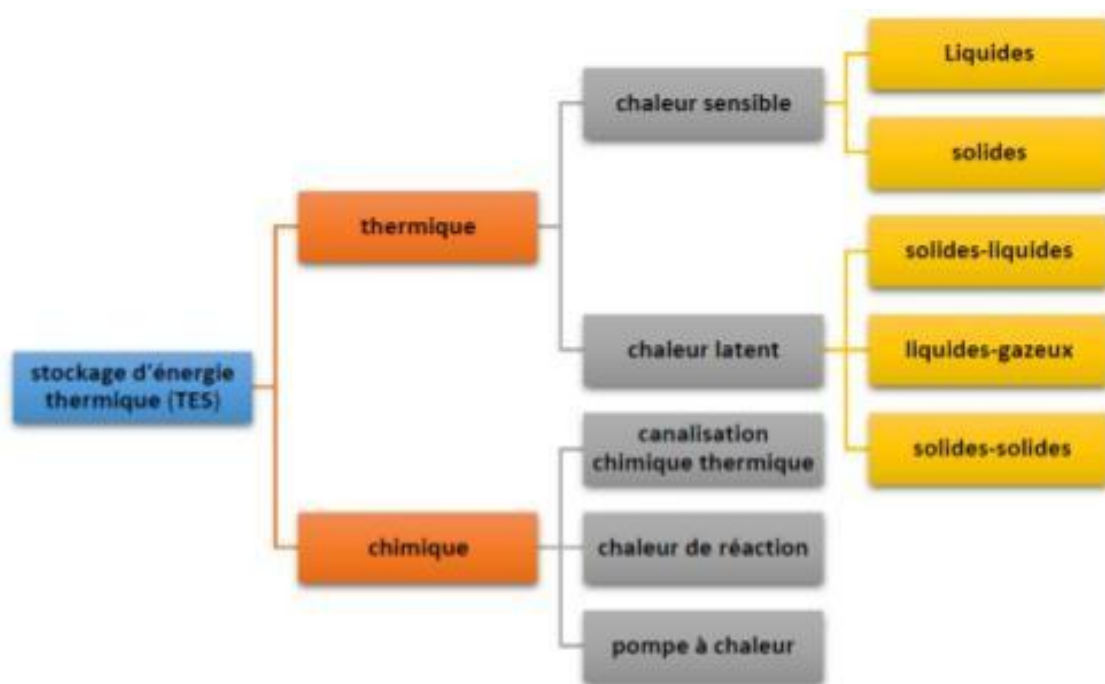 stockage d'énergie
thermique (TES)
thermique
chaleur sensible
Liquides
solides
chaleur latent
solides-liquides
liquides-gazeux
solides-solides
chimique
canalisation
chimique thermique
chaleur de réaction
pompe à chaleur